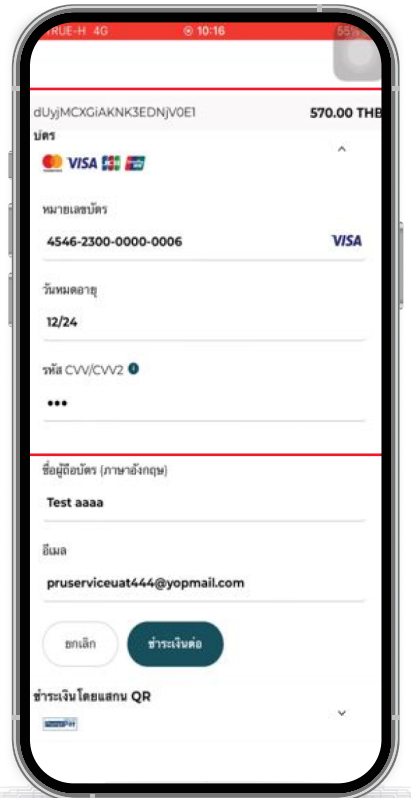 TRUE-H 4G 10:16 55%
dUyjMCXGiAKNK3EDNjV0E1 570.00 THB
บัตร
VISA JCB
หมายเลขบัตร
4546-2300-0000-0006 VISA
วันหมดอายุ
12/24
รหัส CVV/CVV2
•••
ชื่อผู้ถือบัตร (ภาษาอังกฤษ)
Test aaaa
อีเมล
pruserviceuat444@yopmail.com
ยกเลิก ชำระเงินต่อ
ชำระเงินโดยแสกน QR